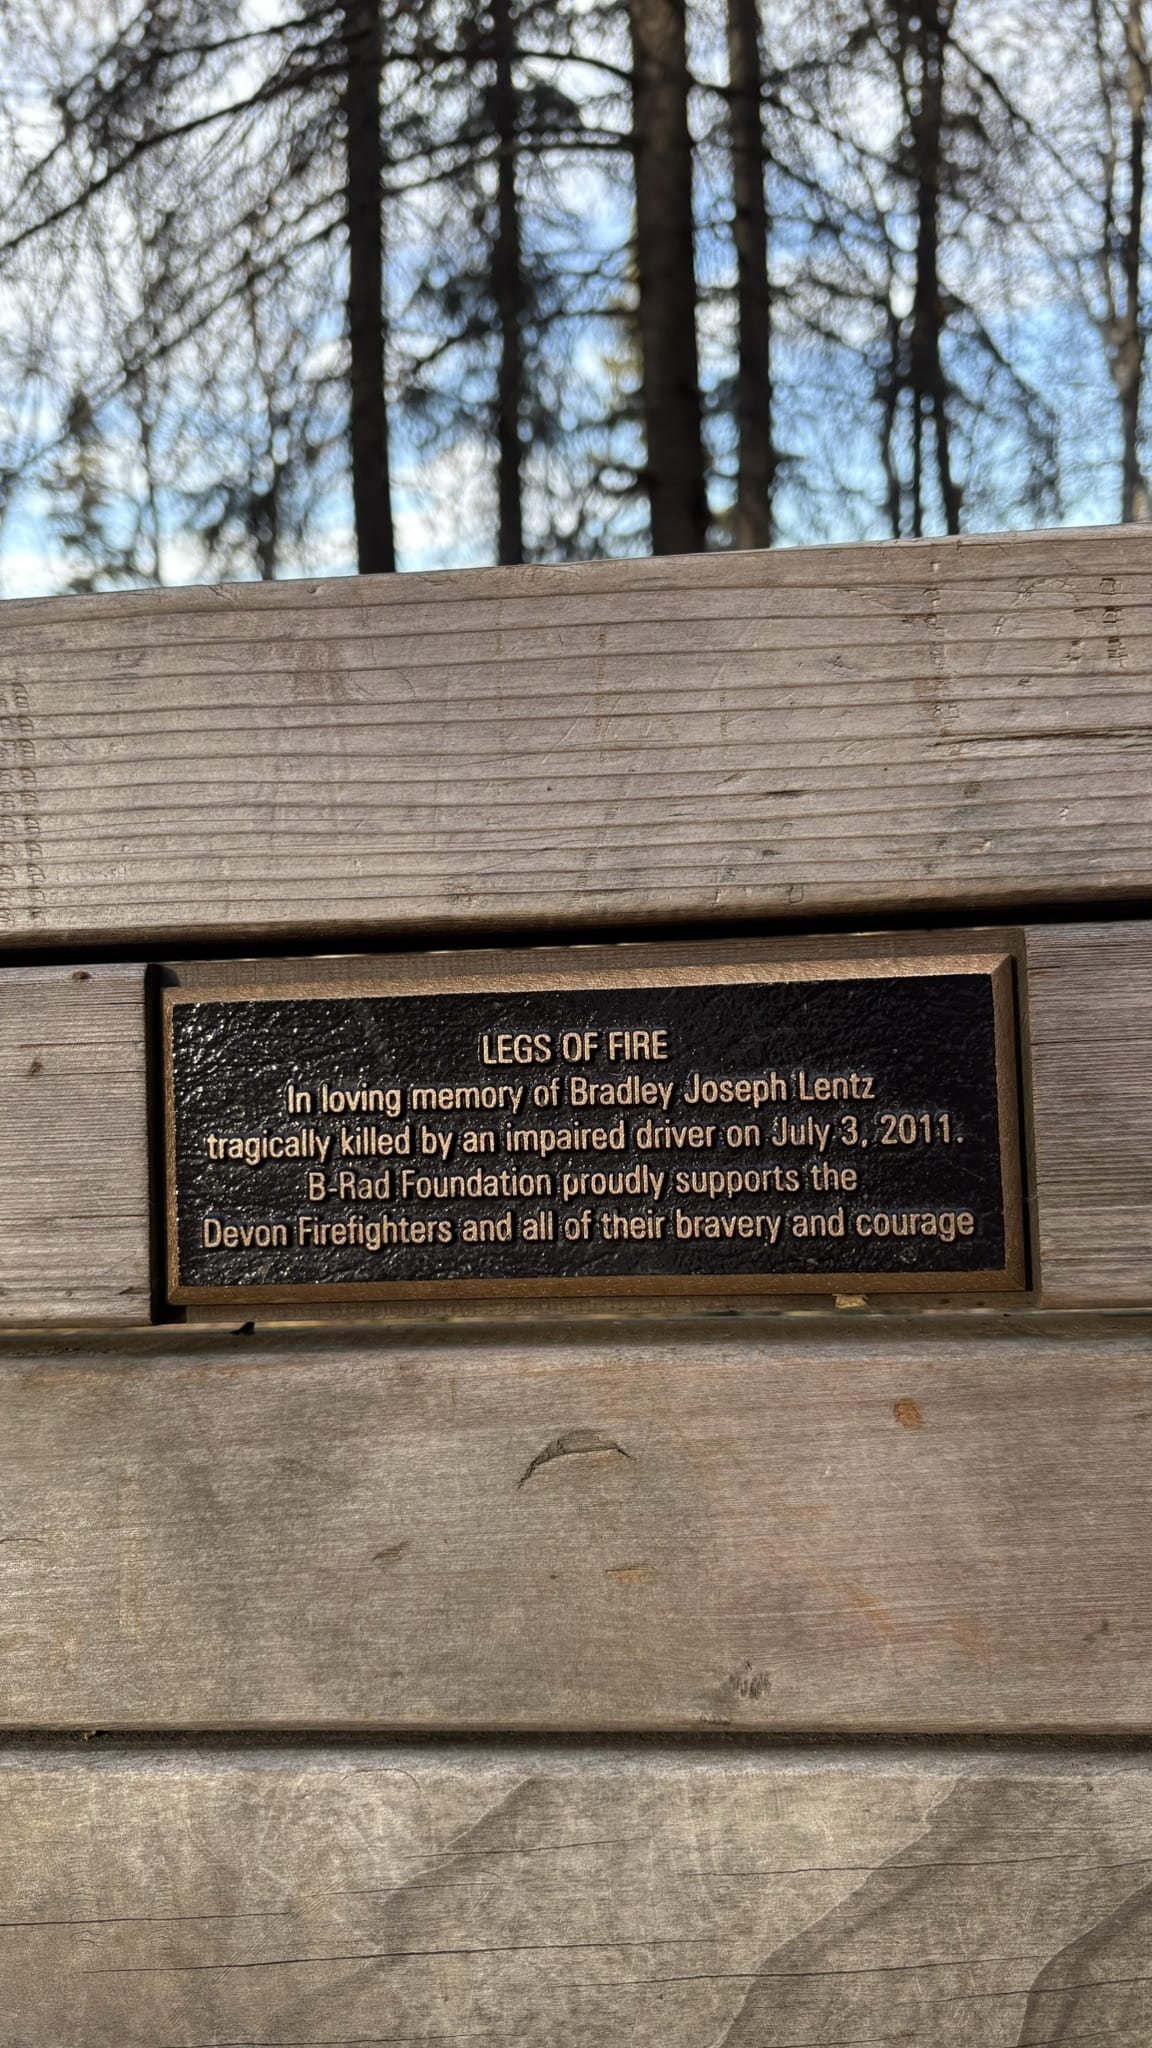 LEGS OF FIRE
In loving memory of Bradley Joseph Lentz
tragically killed by an impaired driver on July 3, 2011.
B-Rad Foundation proudly supports the
Devon Firefighters and all of their bravery and courage